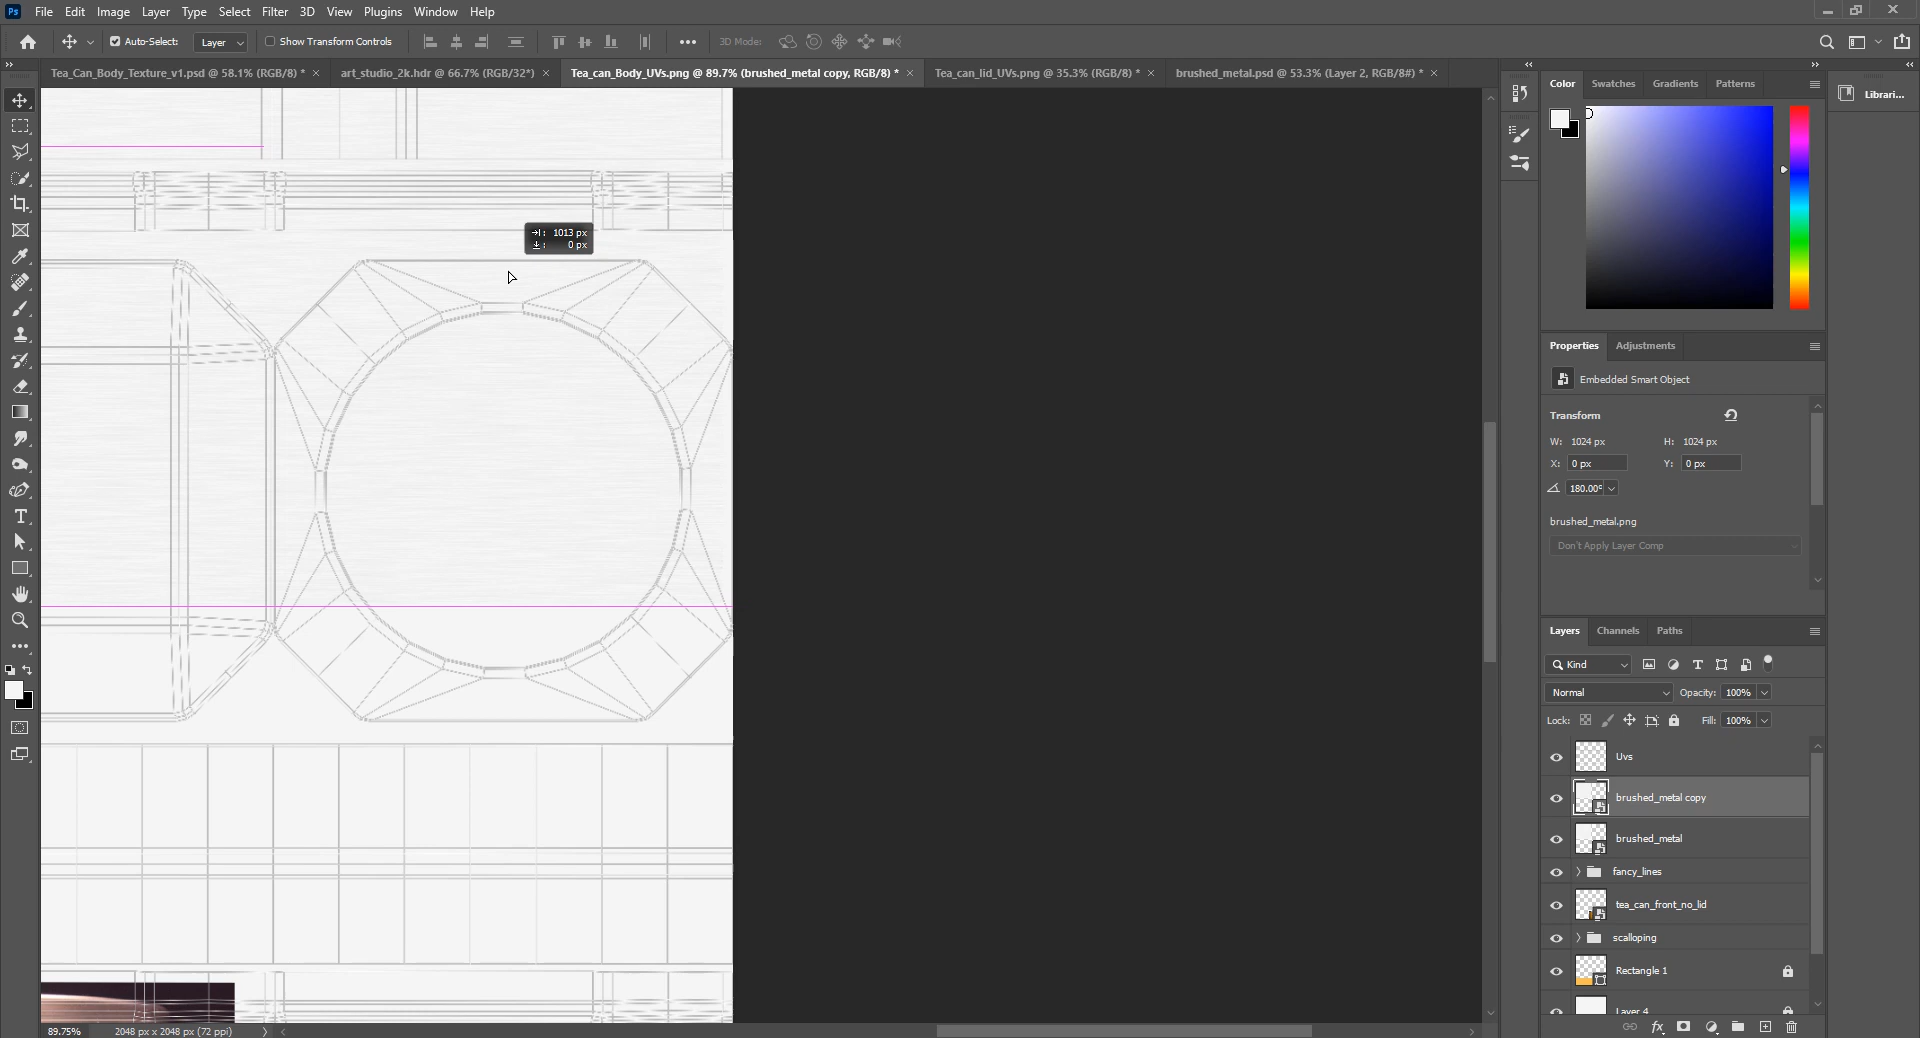 Ps File Edit Image Layer Type Select Filter 3D View Plugins Window Help
Auto-Select: Layer Show Transform Controls 3D Mode:
Tea_Can_Body_Texture_v1.psd @ 58.1% (RGB/8) * × art_studio_2k.hdr @ 66.7% (RGB/32*) × Tea_can_Body_UVs.png @ 89.7% (brushed_metal copy, RGB/8) * × Tea_can_lid_UVs.png @ 35.3% (RGB/8) * × brushed_metal.psd @ 53.3% (Layer 2, RGB/8#) * ×
Color Swatches Gradients Patterns
Librari...
1013 px
0 px
Properties Adjustments
Embedded Smart Object
Transform
W: 1024 px H: 1024 px
X: 0 px Y: 0 px
180.00°
brushed_metal.png
Don't Apply Layer Comp
Layers Channels Paths
Kind
Normal Opacity: 100%
Lock: Fill: 100%
Uvs
brushed_metal copy
brushed_metal
fancy_lines
tea_can_front_no_lid
scalloping
Rectangle 1
Layer 4
89.75% 2048 px x 2048 px (72 ppi)